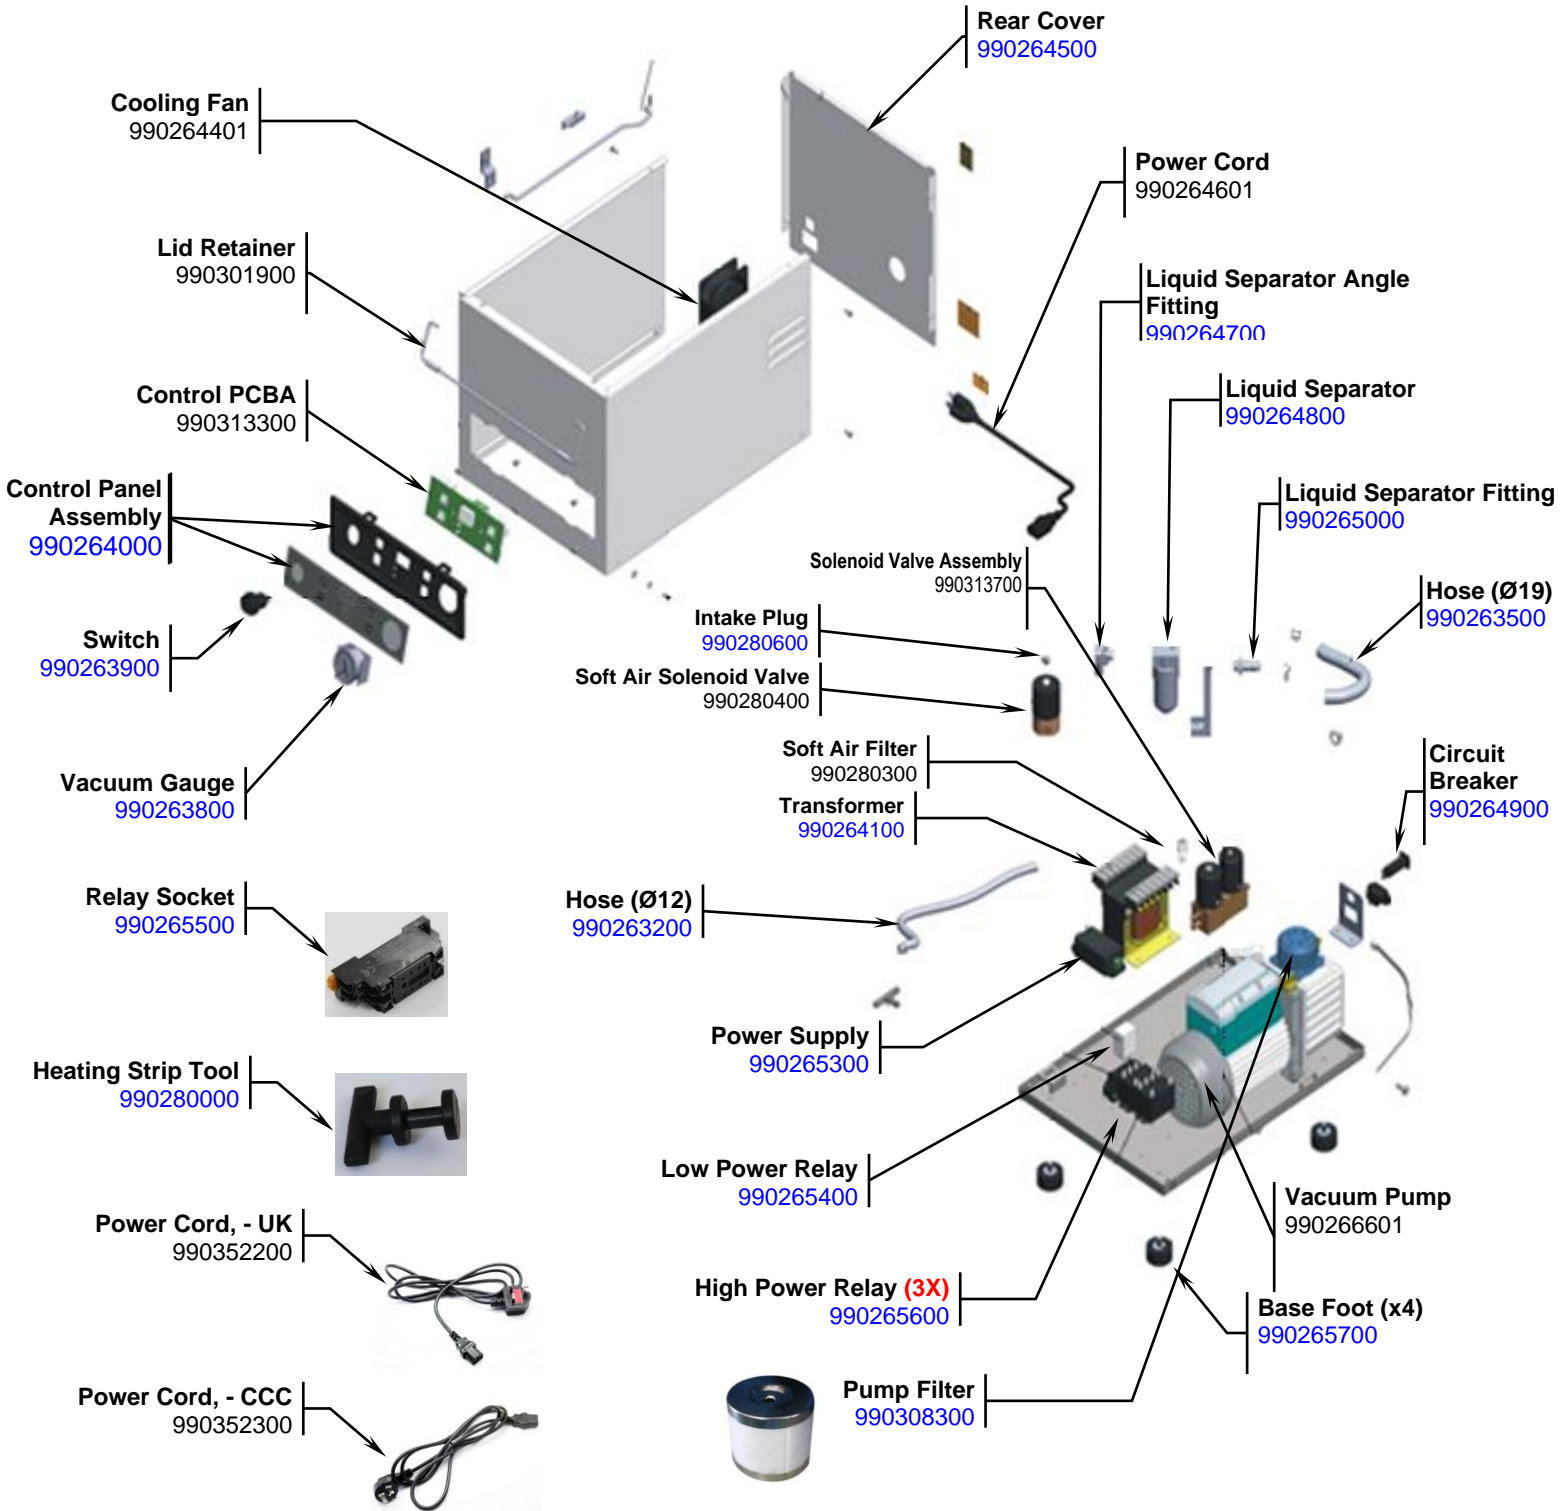 Rear Cover
990264500
Cooling Fan
990264401
Power Cord
990264601
Lid Retainer
990301900
Liquid Separator Angle
Fitting
990264700
Control PCBA
990313300
Liquid Separator
990264800
Control Panel
Assembly
990264000
Liquid Separator Fitting
990265000
Solenoid Valve Assembly
990313700
Hose (Ø19)
990263500
Intake Plug
990280600
Switch
990263900
Soft Air Solenoid Valve
990280400
Soft Air Filter
990280300
Circuit
Breaker
990264900
Vacuum Gauge
990263800
Transformer
990264100
Relay Socket
990265500
Hose (Ø12)
990263200
Power Supply
990265300
Heating Strip Tool
990280000
Low Power Relay
990265400
Vacuum Pump
990266601
Power Cord, - UK
990352200
High Power Relay (3X)
990265600
Base Foot (x4)
990265700
Power Cord, - CCC
990352300
Pump Filter
990308300